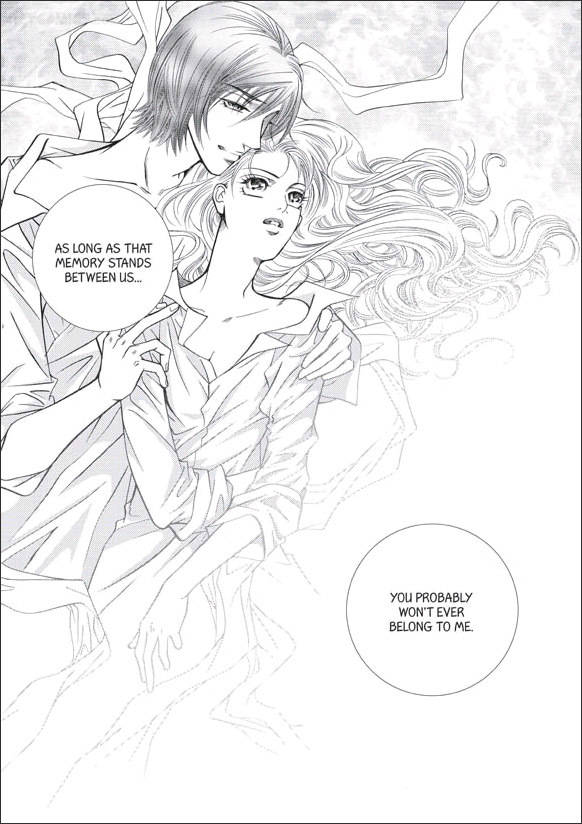 AS LONG AS THAT
MEMORY STANDS
BETWEEN US...
YOU PROBABLY
WON'T EVER
BELONG TO ME.